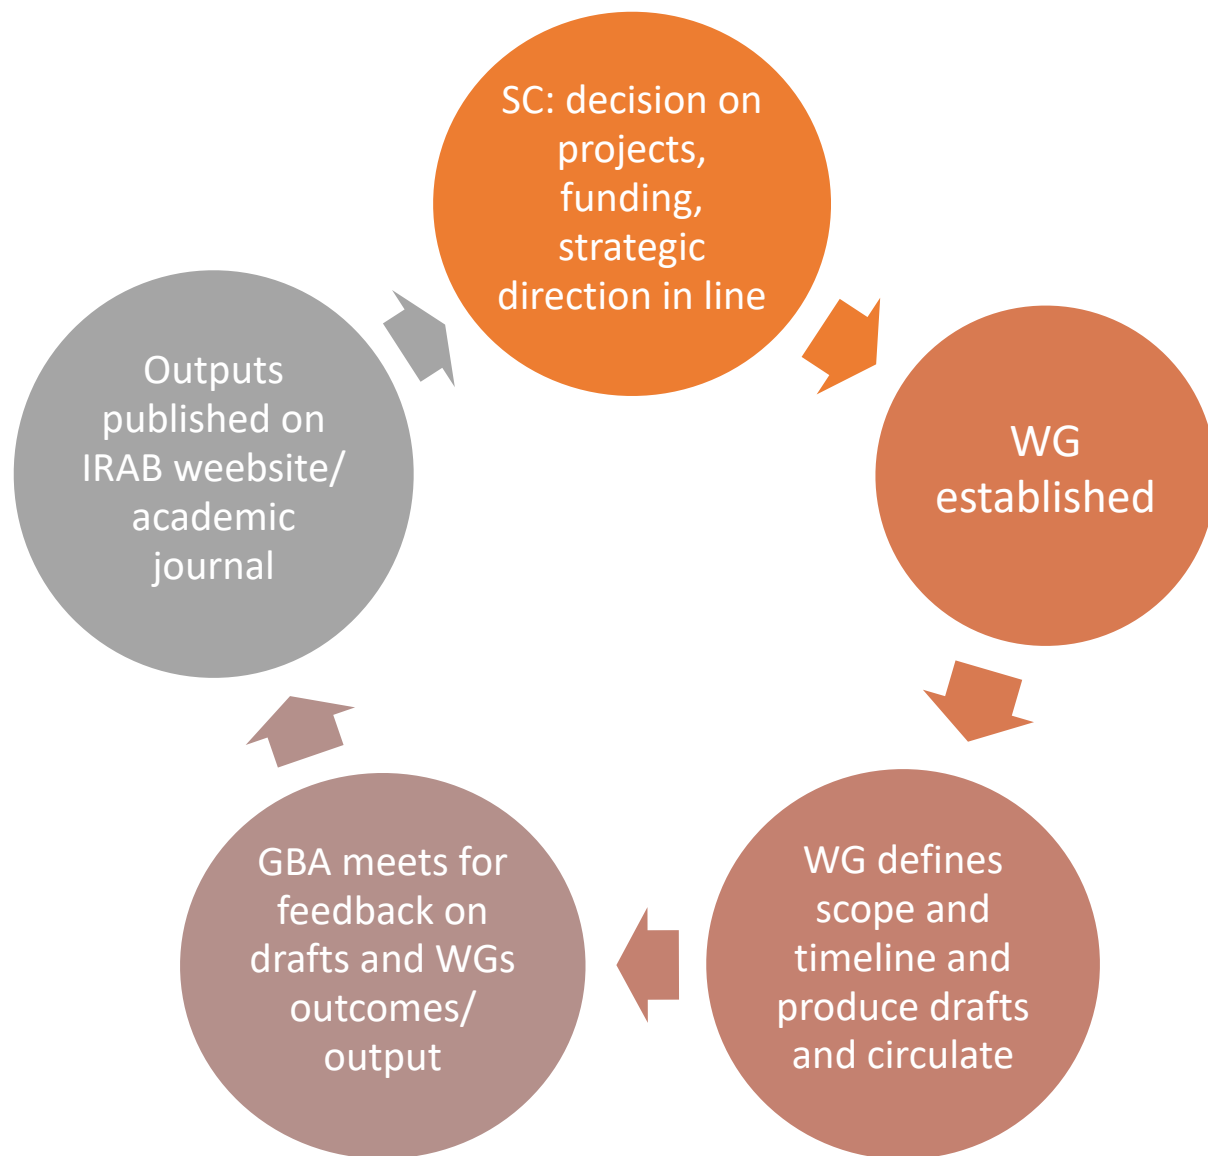 SC: decision on
projects,
funding,
strategic
direction in line
WG
established
WG defines
scope and
timeline and
produce drafts
and circulate
GBA meets for
feedback on
drafts and WGs
outcomes/
output
Outputs
published on
IRAB weebsite/
academic
journal